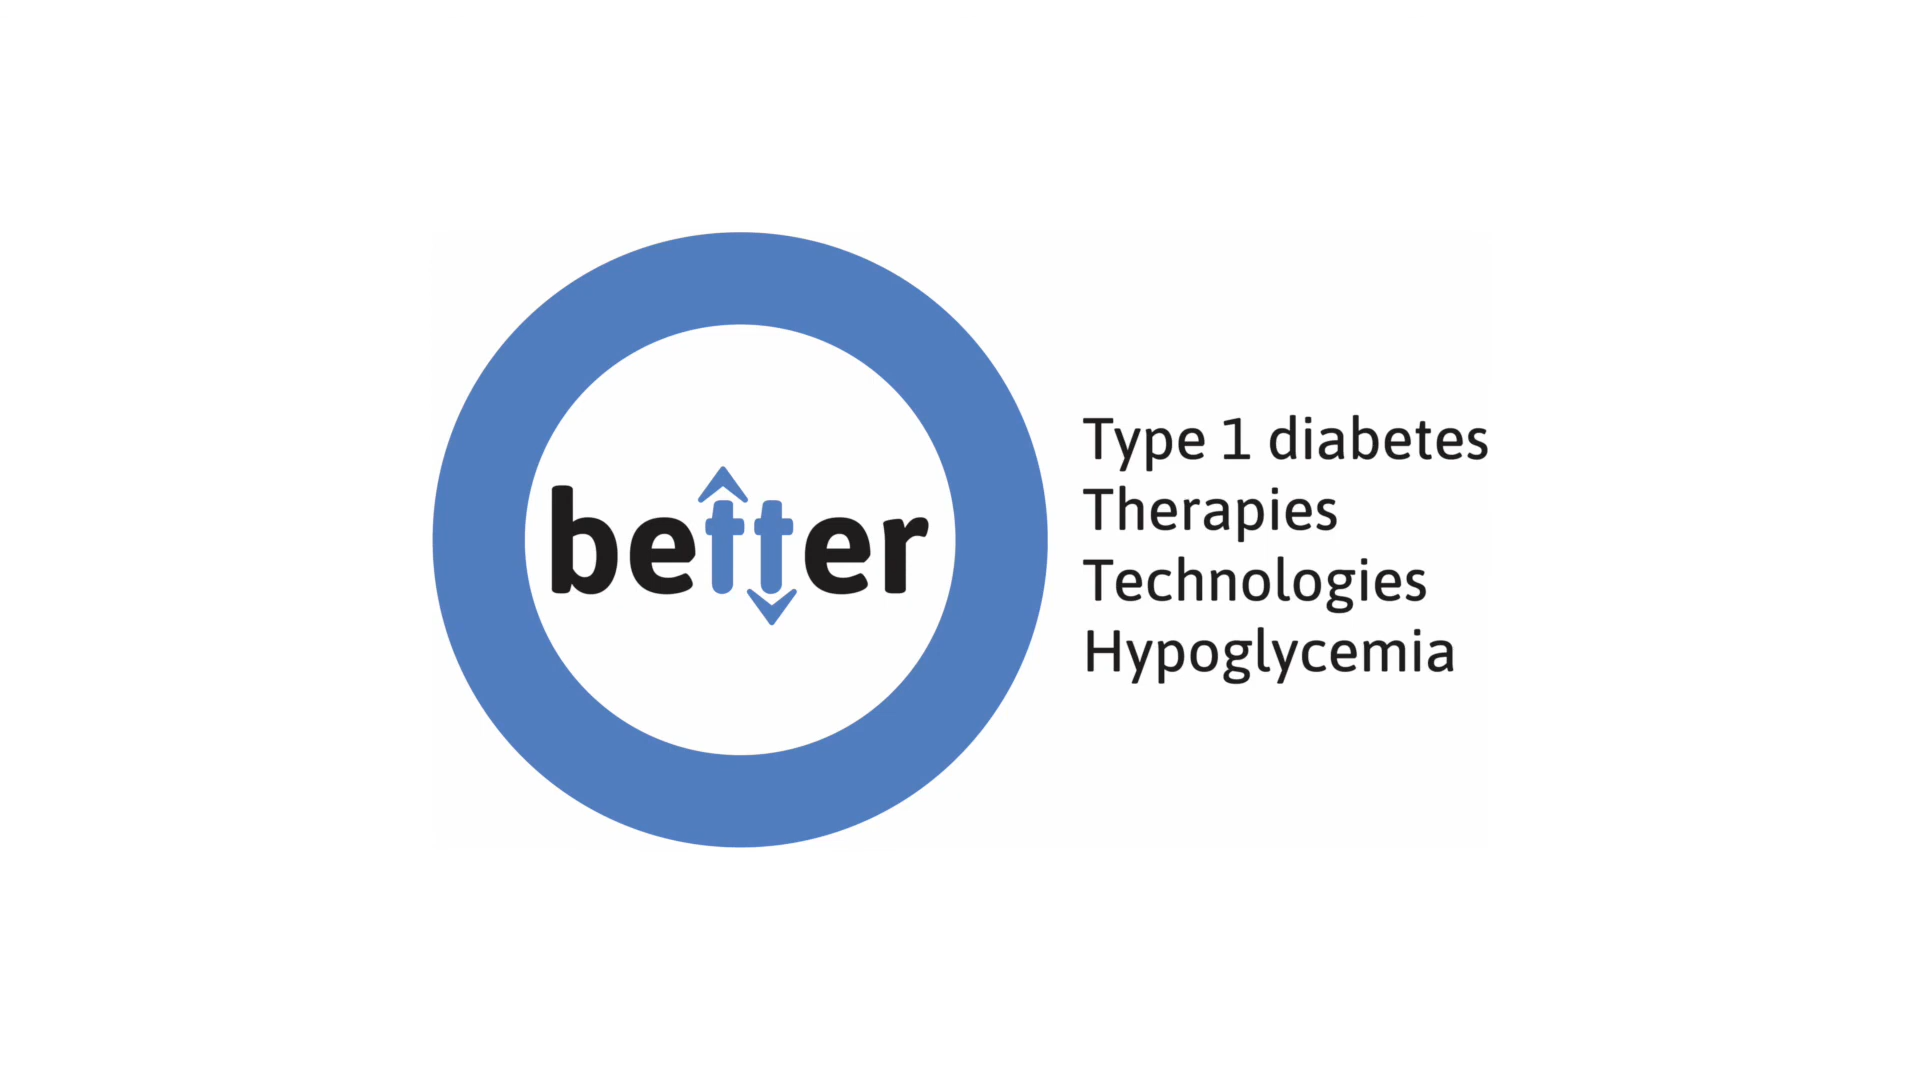 better
Type 1 diabetes
Therapies
Technologies
Hypoglycemia